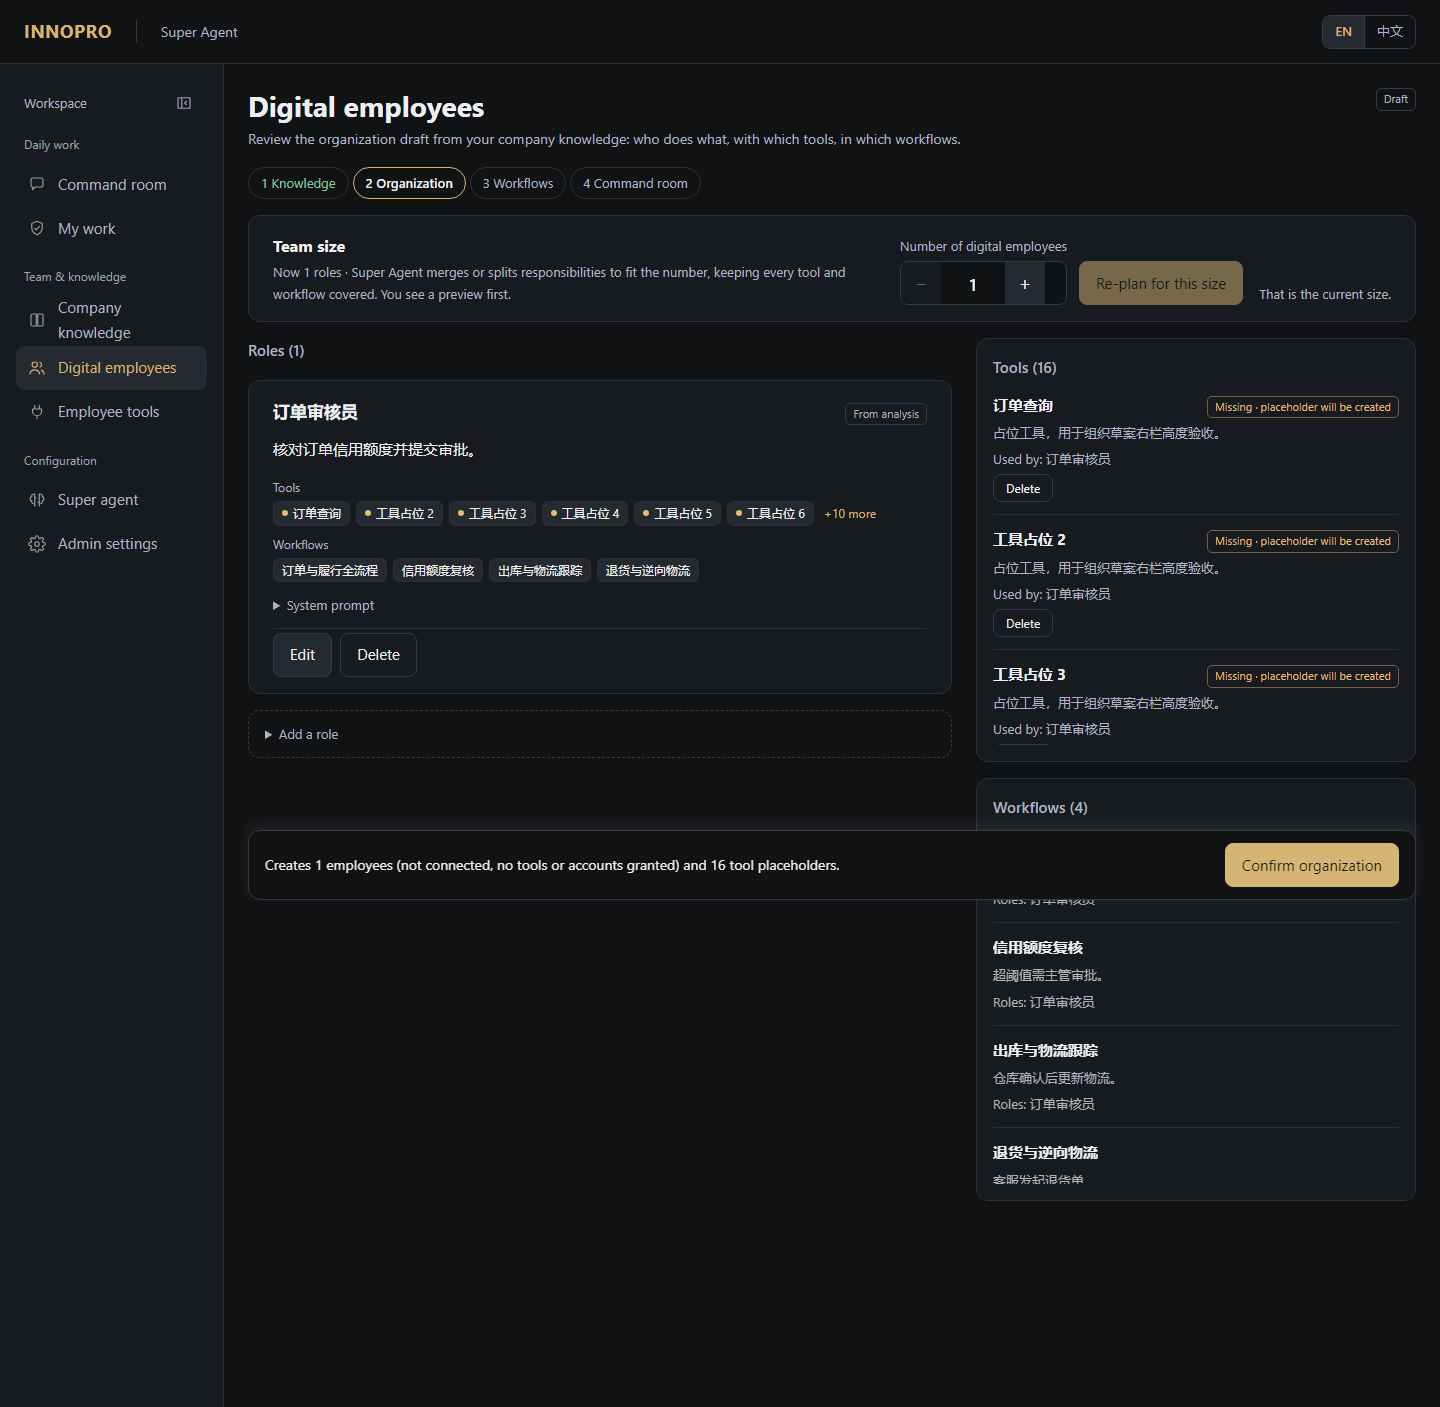 INNOPRO
Super Agent
EN
中文
Workspace
Daily work
Command room
My work
Team & knowledge
Company
knowledge
Digital employees
Employee tools
Configuration
Super agent
Admin settings
Digital employees
Draft
Review the organization draft from your company knowledge: who does what, with which tools, in which workflows.
1 Knowledge
2 Organization
3 Workflows
4 Command room
Team size
Now 1 roles · Super Agent merges or splits responsibilities to fit the number, keeping every tool and
workflow covered. You see a preview first.
Number of digital employees
− 1 +
Re-plan for this size
That is the current size.
Roles (1)
订单审核员
From analysis
核对订单信用额度并提交审批。
Tools
订单查询
工具占位 2
工具占位 3
工具占位 4
工具占位 5
工具占位 6
+10 more
Workflows
订单与履行全流程
信用额度复核
出库与物流跟踪
退货与逆向物流
System prompt
Edit
Delete
Add a role
Tools (16)
订单查询
Missing · placeholder will be created
占位工具，用于组织草案右栏高度验收。
Used by: 订单审核员
Delete
工具占位 2
Missing · placeholder will be created
占位工具，用于组织草案右栏高度验收。
Used by: 订单审核员
Delete
工具占位 3
Missing · placeholder will be created
占位工具，用于组织草案右栏高度验收。
Used by: 订单审核员
Workflows (4)
Creates 1 employees (not connected, no tools or accounts granted) and 16 tool placeholders.
Confirm organization
Roles: 订单审核员
信用额度复核
超阈值需主管审批。
Roles: 订单审核员
出库与物流跟踪
仓库确认后更新物流。
Roles: 订单审核员
退货与逆向物流
客服发起退货单